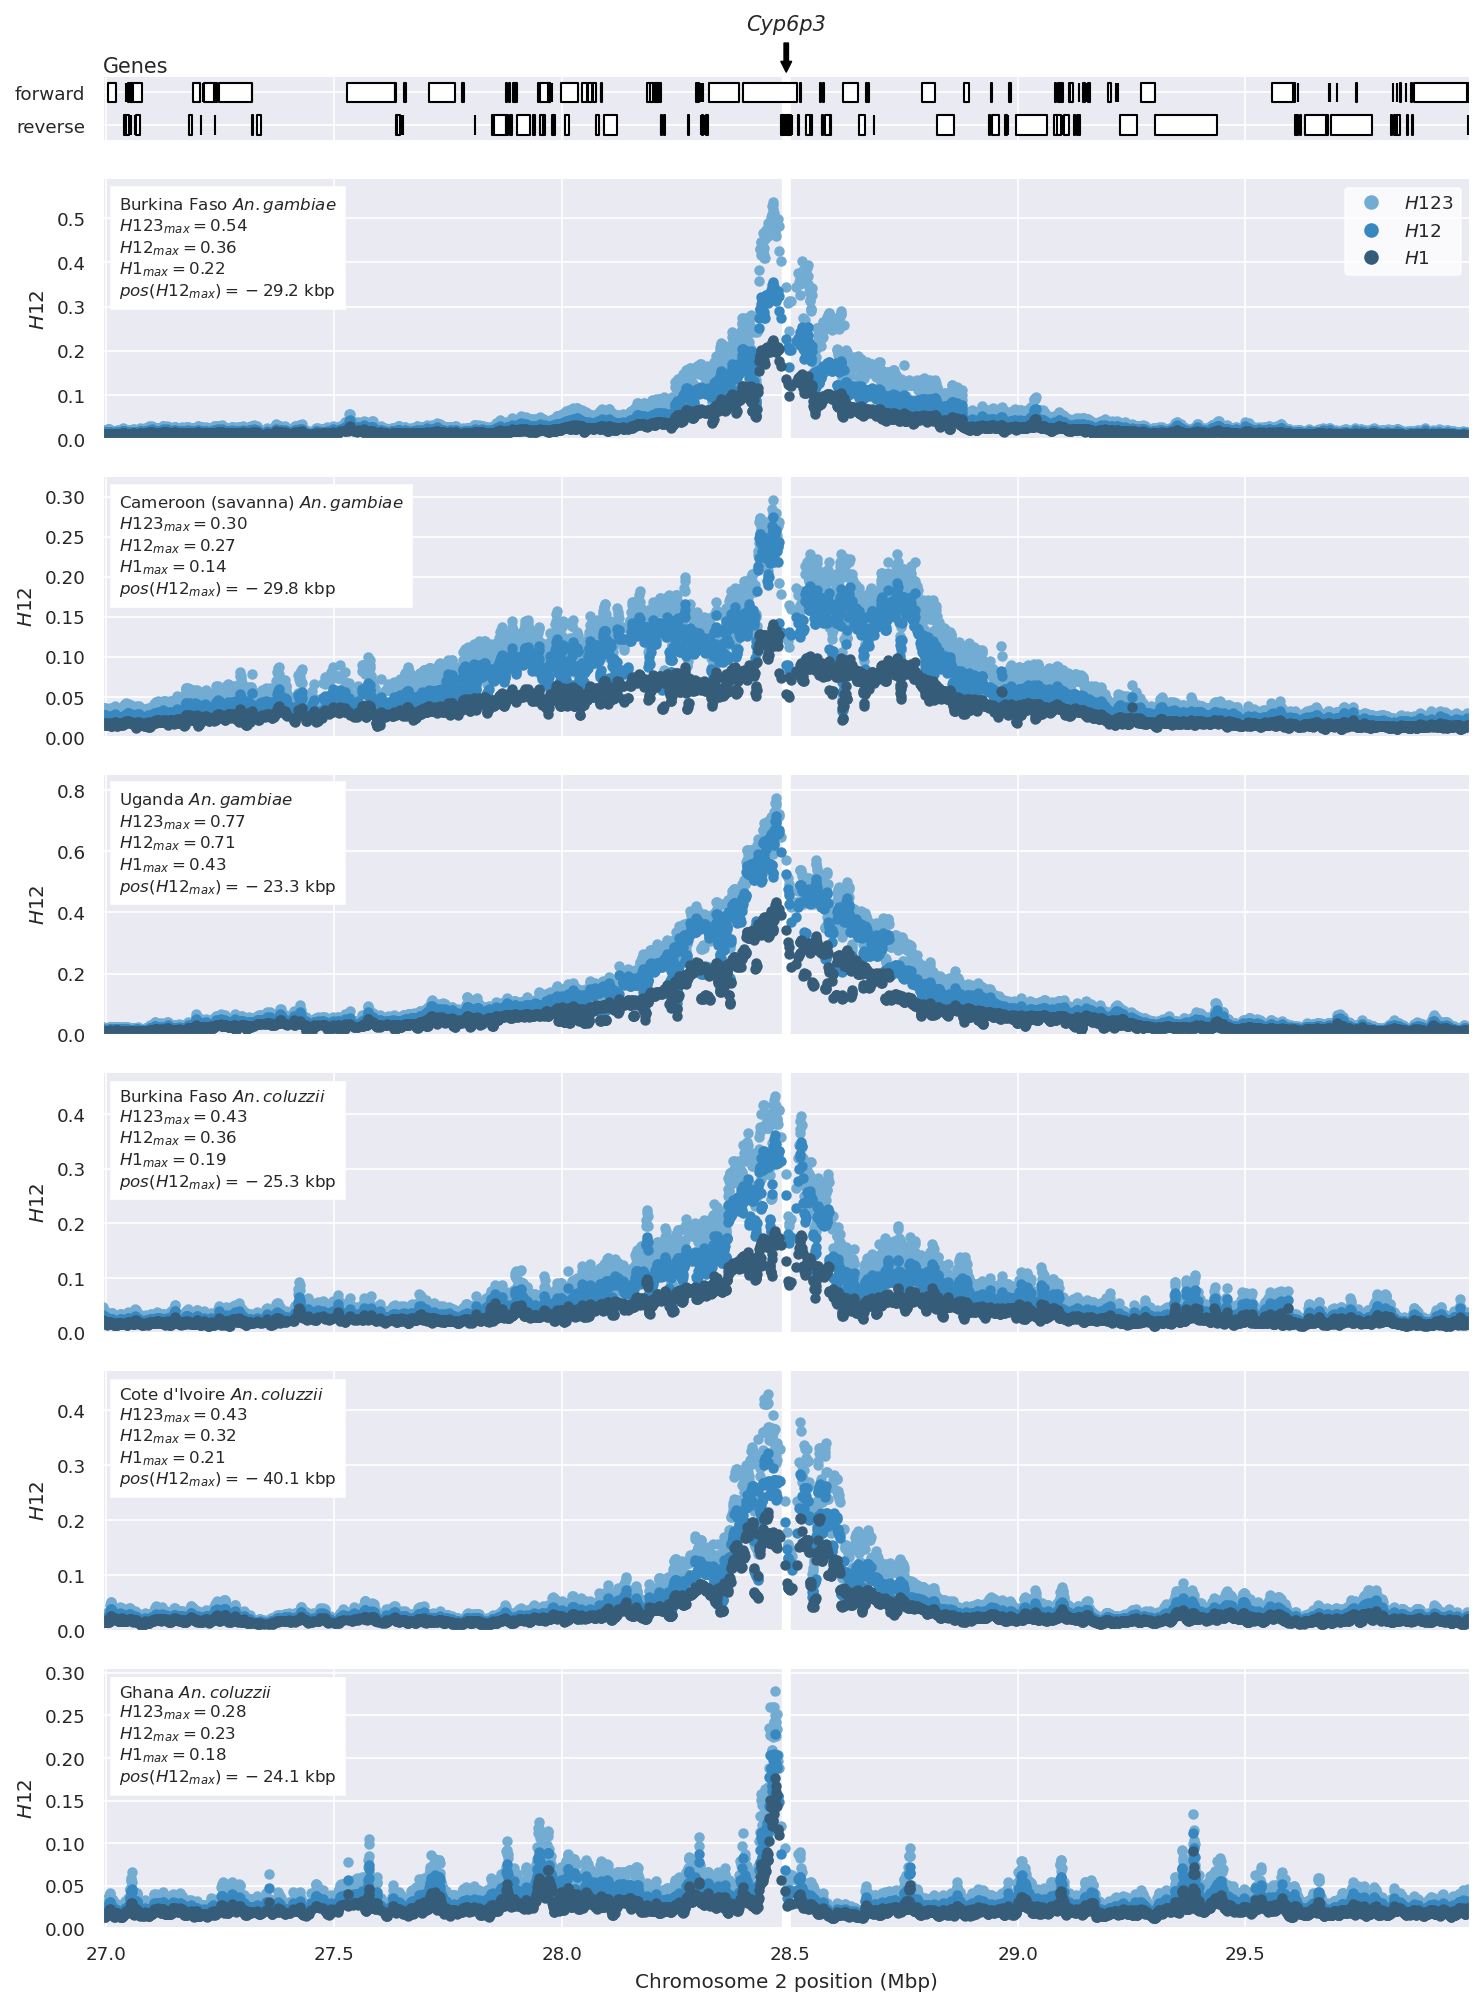 Cyp6p3
Genes
forward
reverse
Burkina Faso An. gambiae
H123max = 0.54
H12max = 0.36
H1max = 0.22
pos(H12max) = − 29.2 kbp
H123
H12
H1
H12
0.5
0.4
0.3
0.2
0.1
0.0
Cameroon (savanna) An. gambiae
H123max = 0.30
H12max = 0.27
H1max = 0.14
pos(H12max) = − 29.8 kbp
H12
0.30
0.25
0.20
0.15
0.10
0.05
0.00
Uganda An. gambiae
H123max = 0.77
H12max = 0.71
H1max = 0.43
pos(H12max) = − 23.3 kbp
H12
0.8
0.6
0.4
0.2
0.0
Burkina Faso An. coluzzii
H123max = 0.43
H12max = 0.36
H1max = 0.19
pos(H12max) = − 25.3 kbp
H12
0.4
0.3
0.2
0.1
0.0
Cote d'Ivoire An. coluzzii
H123max = 0.43
H12max = 0.32
H1max = 0.21
pos(H12max) = − 40.1 kbp
H12
0.4
0.3
0.2
0.1
0.0
Ghana An. coluzzii
H123max = 0.28
H12max = 0.23
H1max = 0.18
pos(H12max) = − 24.1 kbp
H12
0.30
0.25
0.20
0.15
0.10
0.05
0.00
27.0 27.5 28.0 28.5 29.0 29.5
Chromosome 2 position (Mbp)